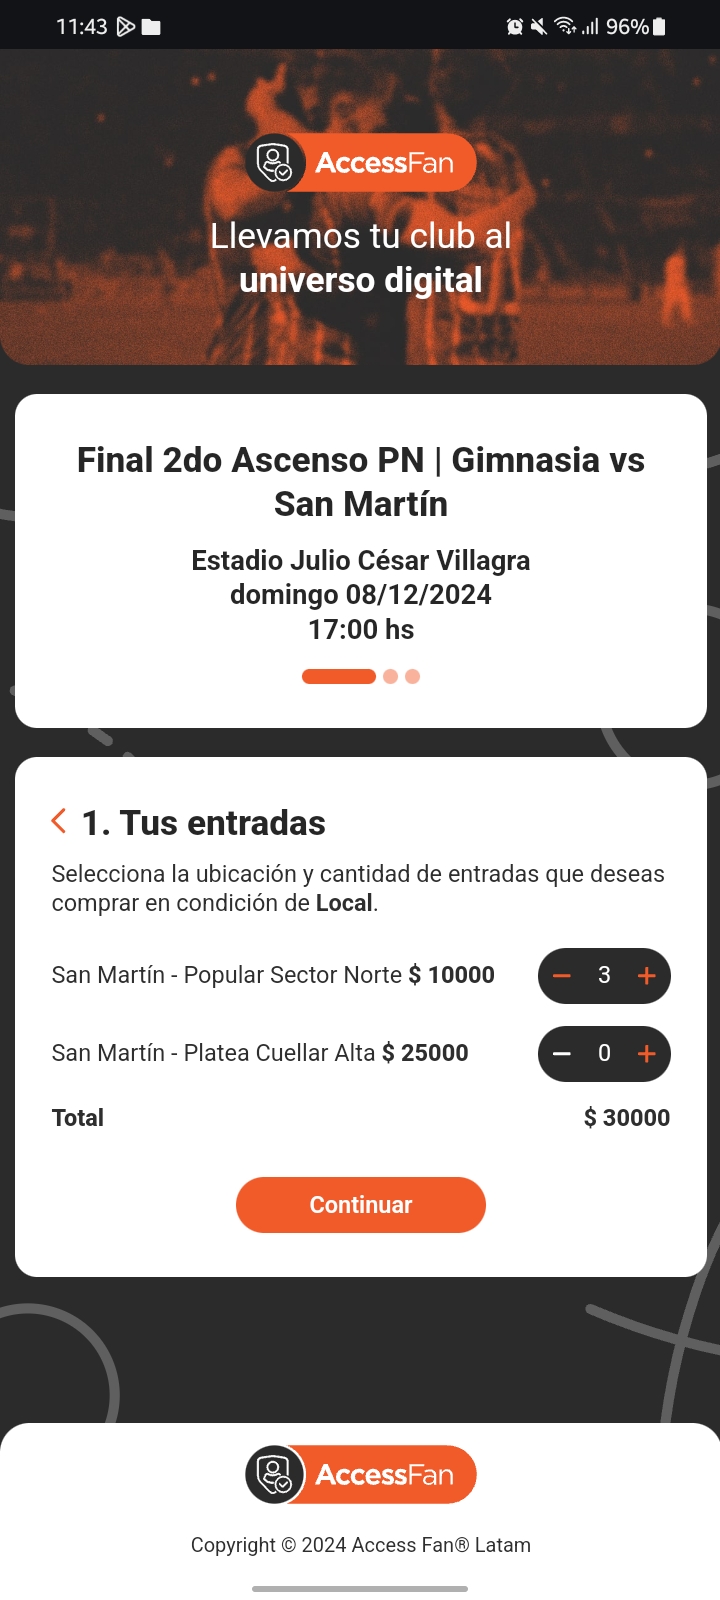 11:43
96%
AccessFan
Llevamos tu club al
universo digital
Final 2do Ascenso PN | Gimnasia vs
San Martín
Estadio Julio César Villagra
domingo 08/12/2024
17:00 hs
1. Tus entradas
Selecciona la ubicación y cantidad de entradas que deseas
comprar en condición de Local.
San Martín - Popular Sector Norte $ 10000 − 3 +
San Martín - Platea Cuellar Alta $ 25000 − 0 +
Total $ 30000
Continuar
AccessFan
Copyright © 2024 Access Fan® Latam